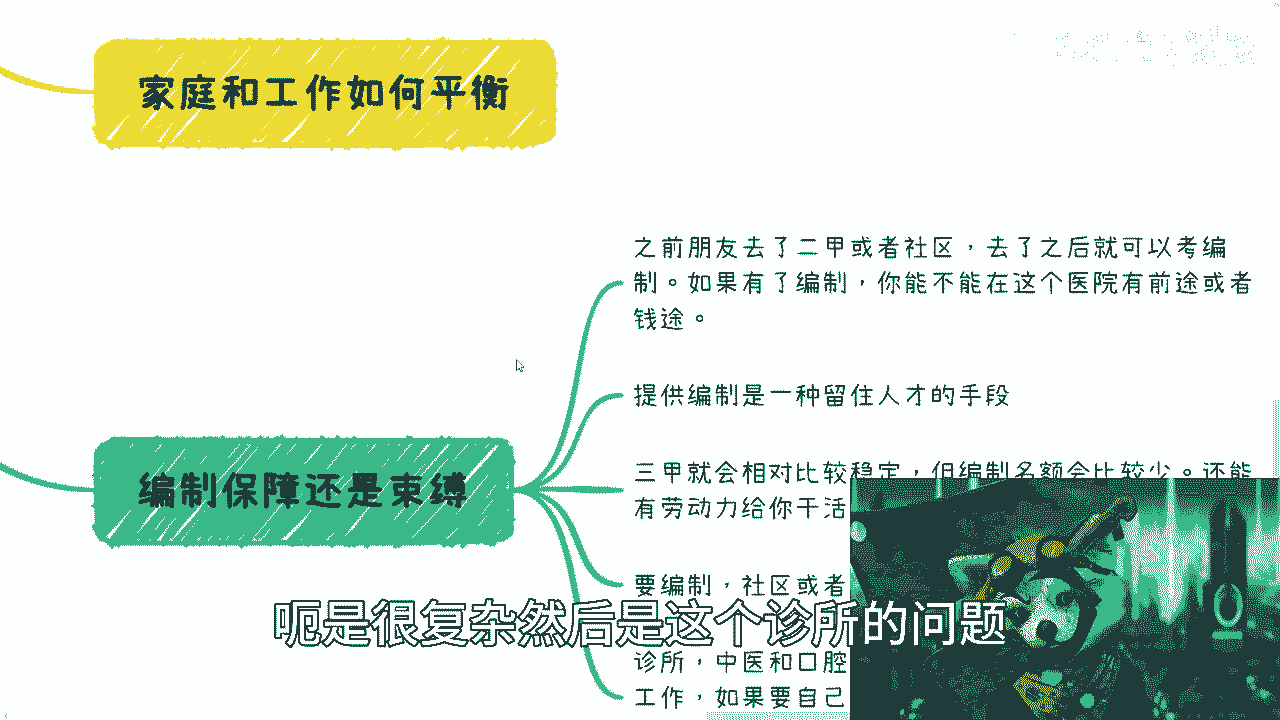 家庭和工作如何平衡
之前朋友去了二甲或者社区，去了之后就可以考编
制。如果有了编制，你能不能在这个医院有前途或者
钱途。
提供编制是一种留住人才的手段
编制保障还是束缚
三甲就会相对比较稳定，但编制名额会比较少。还能
有劳动力给你干活
要编制，社区或者
呃是很复杂然后是这个诊所的问题
诊所，中医和口腔
工作，如果要自己